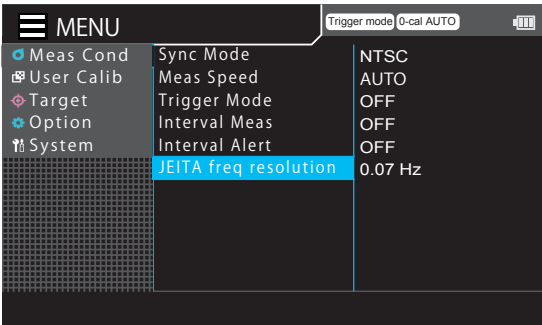 MENU
Trigger mode 0-cal AUTO
Meas Cond Sync Mode NTSC
User Calib Meas Speed AUTO
Target Trigger Mode OFF
Option Interval Meas OFF
System Interval Alert OFF
JEITA freq resolution 0.07 Hz